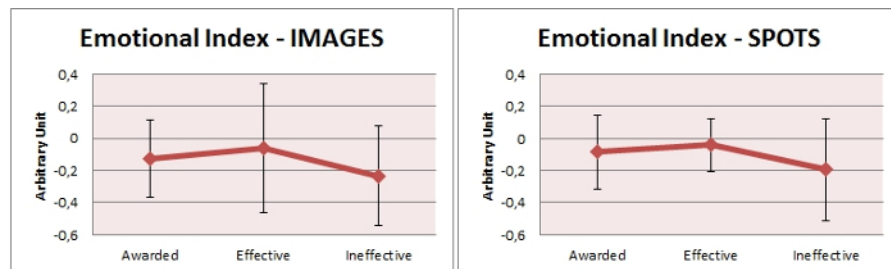 Emotional Index - IMAGES
Arbitrary Unit
0,4
0,2
0
-0,2
-0,4
-0,6
Awarded Effective Ineffective
Emotional Index - SPOTS
Arbitrary Unit
0,4
0,2
0
-0,2
-0,4
-0,6
Awarded Effective Ineffective